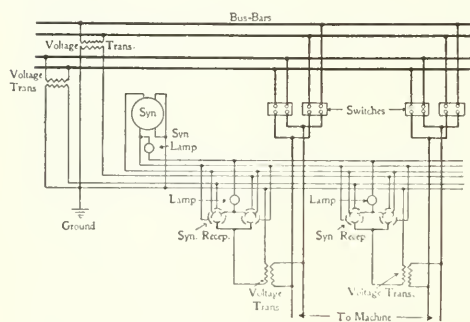 Bus-Bars
Voltage Trans.
Voltage
Trans
Syn
Syn
Lamp
Switches
Lamp
Lamp
Ground
Syn. Recep.
Syn Recep
Voltage
Trans
Voltage Trans.
To Machine